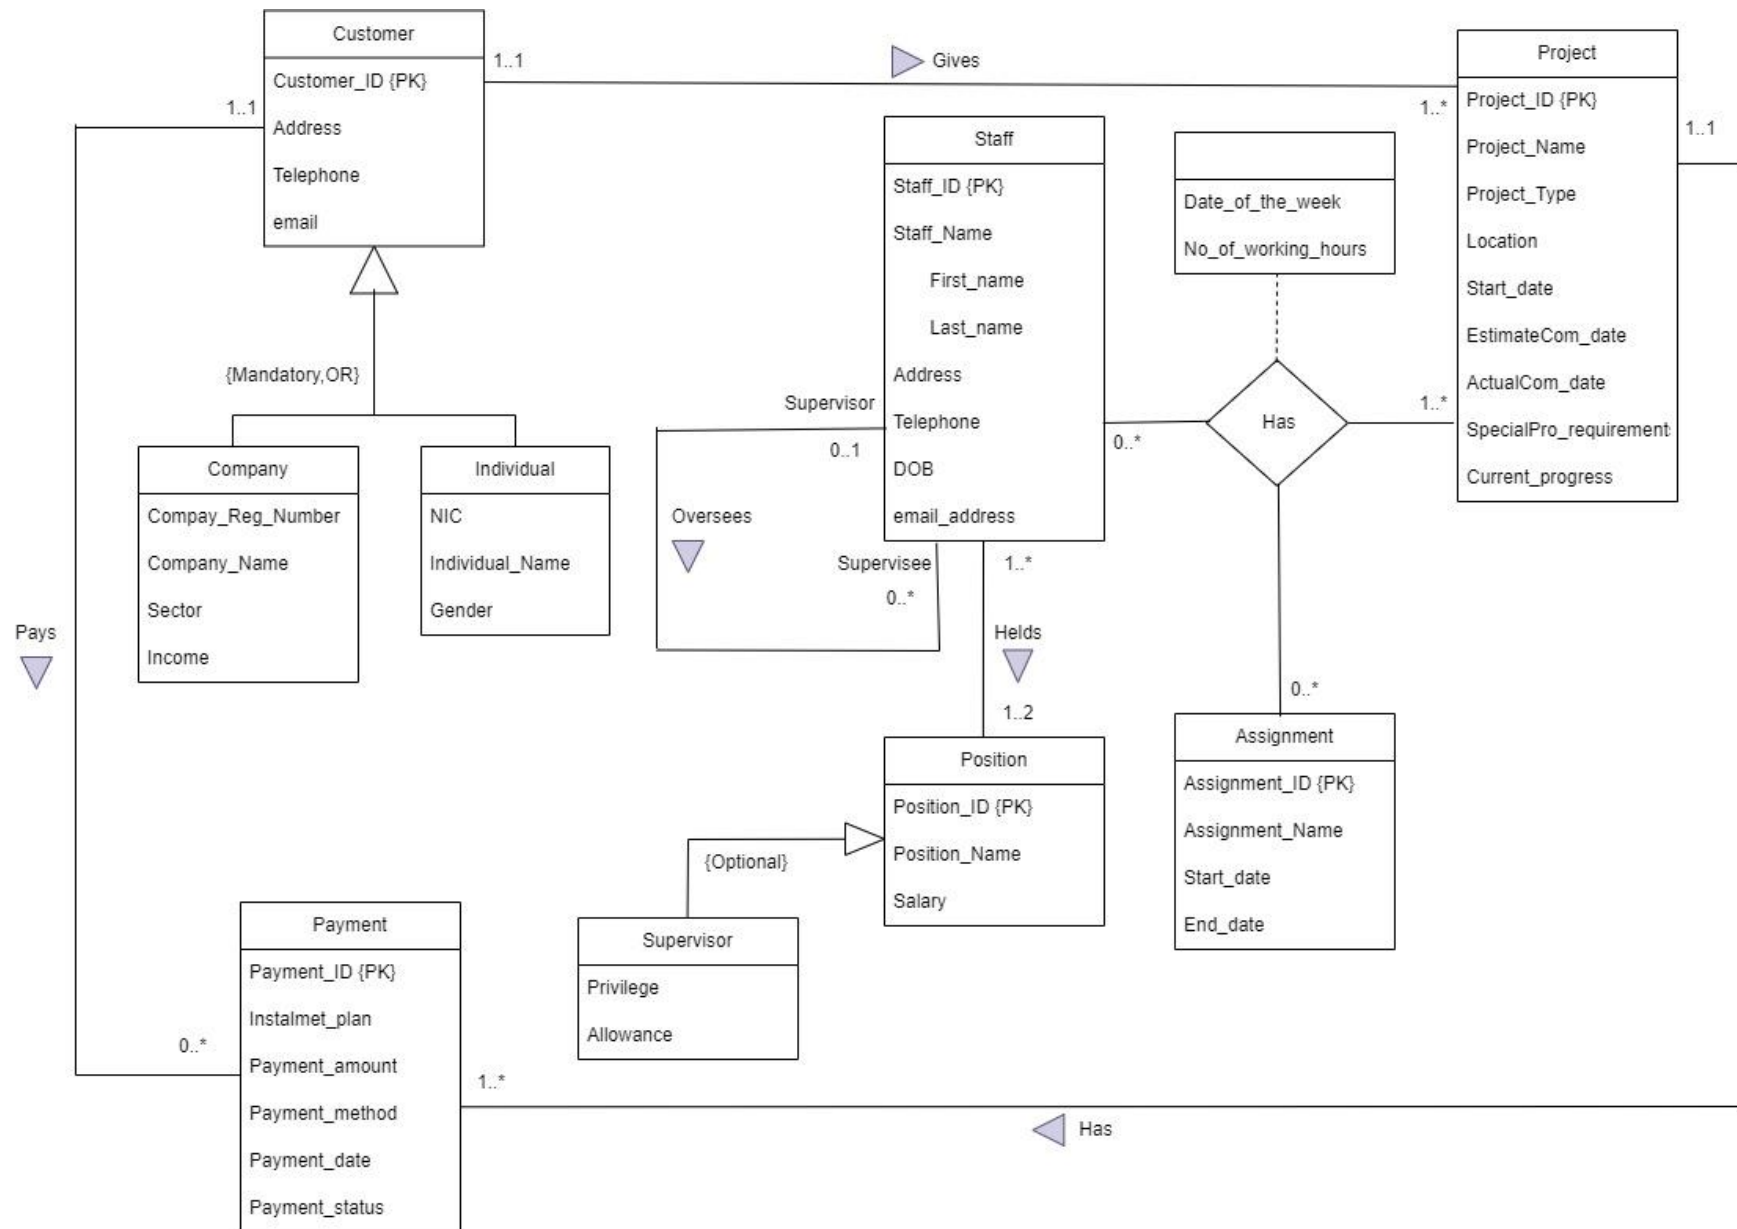 Customer
Customer_ID {PK}
Address
Telephone
email
1..1
Gives
1..*
1..1
Project
Project_ID {PK}
Project_Name
Project_Type
Location
Start_date
EstimateCom_date
ActualCom_date
SpecialPro_requirement
Current_progress
1..1
Staff
Staff_ID {PK}
Staff_Name
First_name
Last_name
Address
Telephone
DOB
email_address
Date_of_the_week
No_of_working_hours
Has
0..*
1..*
0..*
{Mandatory,OR}
Company
Compay_Reg_Number
Company_Name
Sector
Income
Individual
NIC
Individual_Name
Gender
Supervisor
0..1
Oversees
Supervisee
0..*
1..*
Helds
1..2
Pays
0..*
Position
Position_ID {PK}
Position_Name
Salary
{Optional}
Supervisor
Privilege
Allowance
Assignment
Assignment_ID {PK}
Assignment_Name
Start_date
End_date
Payment
Payment_ID {PK}
Instalmet_plan
Payment_amount
Payment_method
Payment_date
Payment_status
1..*
Has